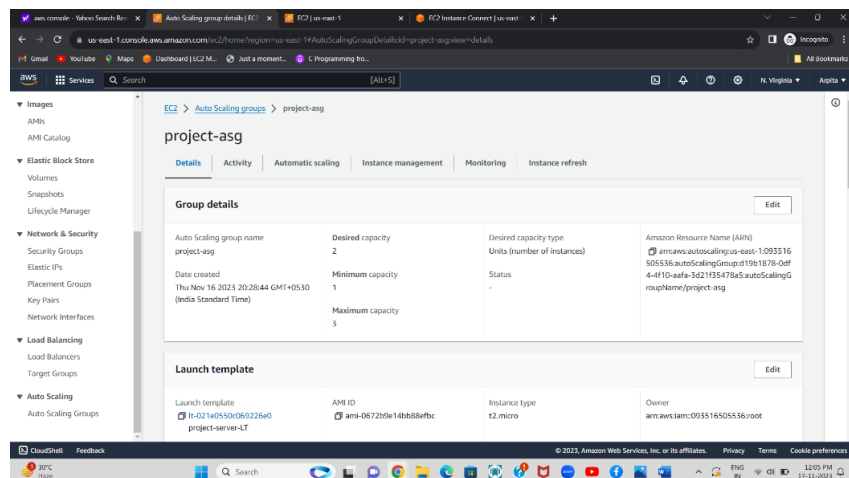 aws console - Yahoo Search Res
Auto Scaling group details | EC2
EC2 | us-east-1
EC2 Instance Connect | us-east-
us-east-1.console.aws.amazon.com/ec2/home?region=us-east-1#AutoScalingGroupDetails:id=project-asg;view=details
Incognito
Gmail YouTube Maps Dashboard | EC2 M... Just a moment... C Programming fro...
All Bookmarks
aws Services Search [Alt+S] N. Virginia Arpita
Images
AMIs
AMI Catalog
Elastic Block Store
Volumes
Snapshots
Lifecycle Manager
Network & Security
Security Groups
Elastic IPs
Placement Groups
Key Pairs
Network Interfaces
Load Balancing
Load Balancers
Target Groups
Auto Scaling
Auto Scaling Groups
EC2 > Auto Scaling groups > project-asg
project-asg
Details Activity Automatic scaling Instance management Monitoring Instance refresh
Group details
Edit
Auto Scaling group name
project-asg
Date created
Thu Nov 16 2023 20:28:44 GMT+0530
(India Standard Time)
Desired capacity
2
Minimum capacity
1
Maximum capacity
3
Desired capacity type
Units (number of instances)
Status
-
Amazon Resource Name (ARN)
arn:aws:autoscaling:us-east-1:093516
505536:autoScalingGroup:d19b1878-0df
4-4f10-aafa-3d21f35478a5:autoScalingG
roupName/project-asg
Launch template
Edit
Launch template
lt-021e0550c069226e0
project-server-LT
AMI ID
ami-0672b9e14bb88efbc
Instance type
t2.micro
Owner
arn:aws:iam::093516505536:root
CloudShell Feedback
© 2023, Amazon Web Services, Inc. or its affiliates. Privacy Terms Cookie preferences
30°C
Haze
Search
ENG
IN
12:05 PM
17-11-2023